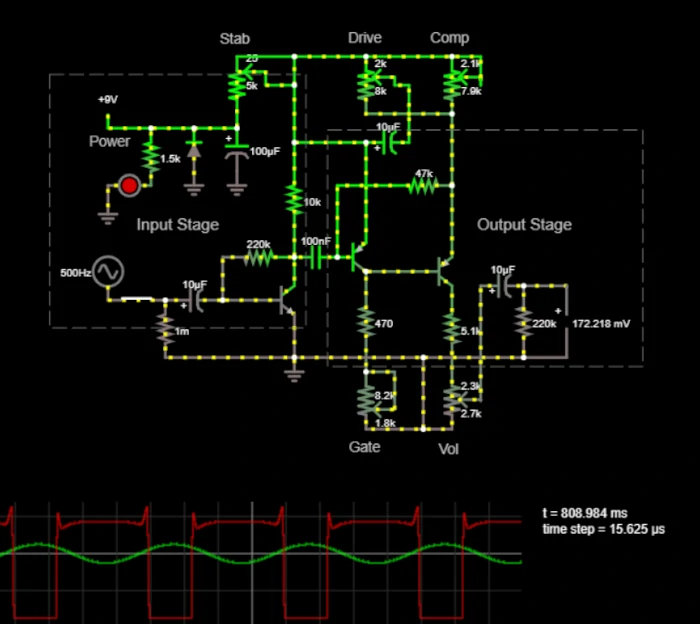 Stab
Drive
Comp
25
5k
2k
8k
2.1k
7.9k
+9V
Power
1.5k
100µF
10µF
47k
10k
Input Stage
Output Stage
220k
100nF
500Hz
10µF
10µF
1m
470
5.1k
220k
+
172.218 mV
8.2k
1.8k
2.3k
2.7k
Gate
Vol
t = 808.984 ms
time step = 15.625 µs